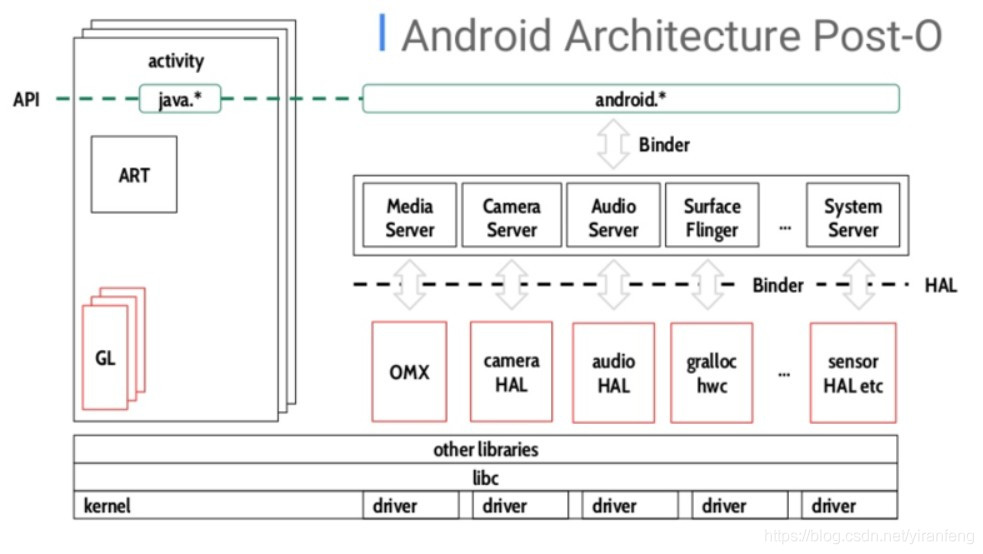 Android Architecture Post-O
activity
API
java.*
android.*
Binder
ART
Media
Server
Camera
Server
Audio
Server
Surface
Flinger
...
System
Server
Binder
HAL
GL
OMX
camera
HAL
audio
HAL
gralloc
hwc
...
sensor
HAL etc
other libraries
libc
kernel
driver
driver
driver
driver
driver
https://blog.csdn.net/yiranfeng